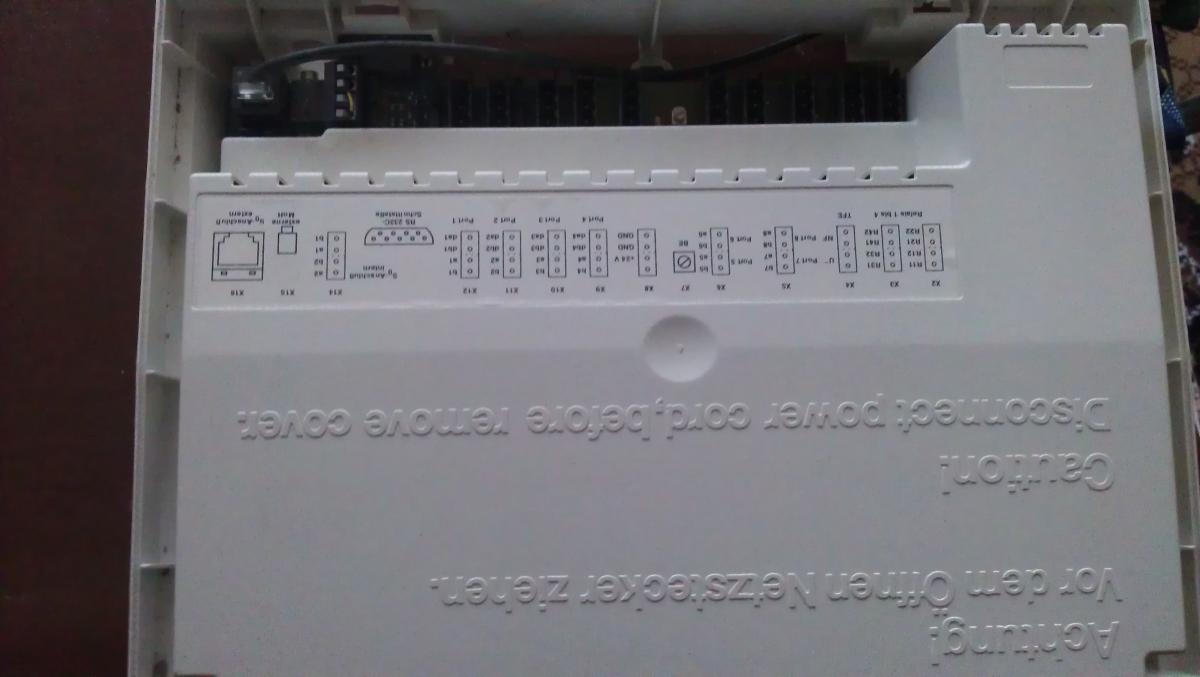 Achtung!
Vor dem Öffnen Netzstecker ziehen.
Caution!
Disconnect power cord, before remove cover.
X2 X3 X4 X5 X6 X7 X8 X9 X10 X11 X12 X14 X15 X16
R11 R31 U~ Port 7 b7 Port 5 b5 +24 V b4 b3 b2 b1 S₀-Anschluß a2
R12 R32 a7 a5 GND a4 a3 a2 a1 intern b2
R21 R41 NF Port 8 b8 Port 6 b6 BE GND db4 db3 db2 db1 a1
R22 R42 a8 a6 da3 da2 da1 b1
Relais 1 bis 4 TFE Port 4 Port 3 Port 2 Port 1 RS 232C- externe S₀-Anschluß
Schnittstelle MoH extern